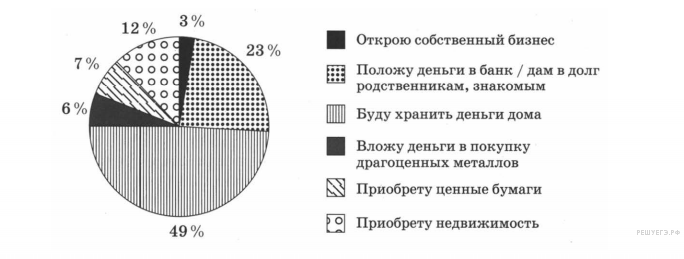 12 %
3 %
23 %
7 %
6 %
49 %
Открою собственный бизнес
Положу деньги в банк / дам в долг
родственникам, знакомым
Буду хранить деньги дома
Вложу деньги в покупку
драгоценных металлов
Приобрету ценные бумаги
Приобрету недвижимость
РЕШУЕГЭ.РФ